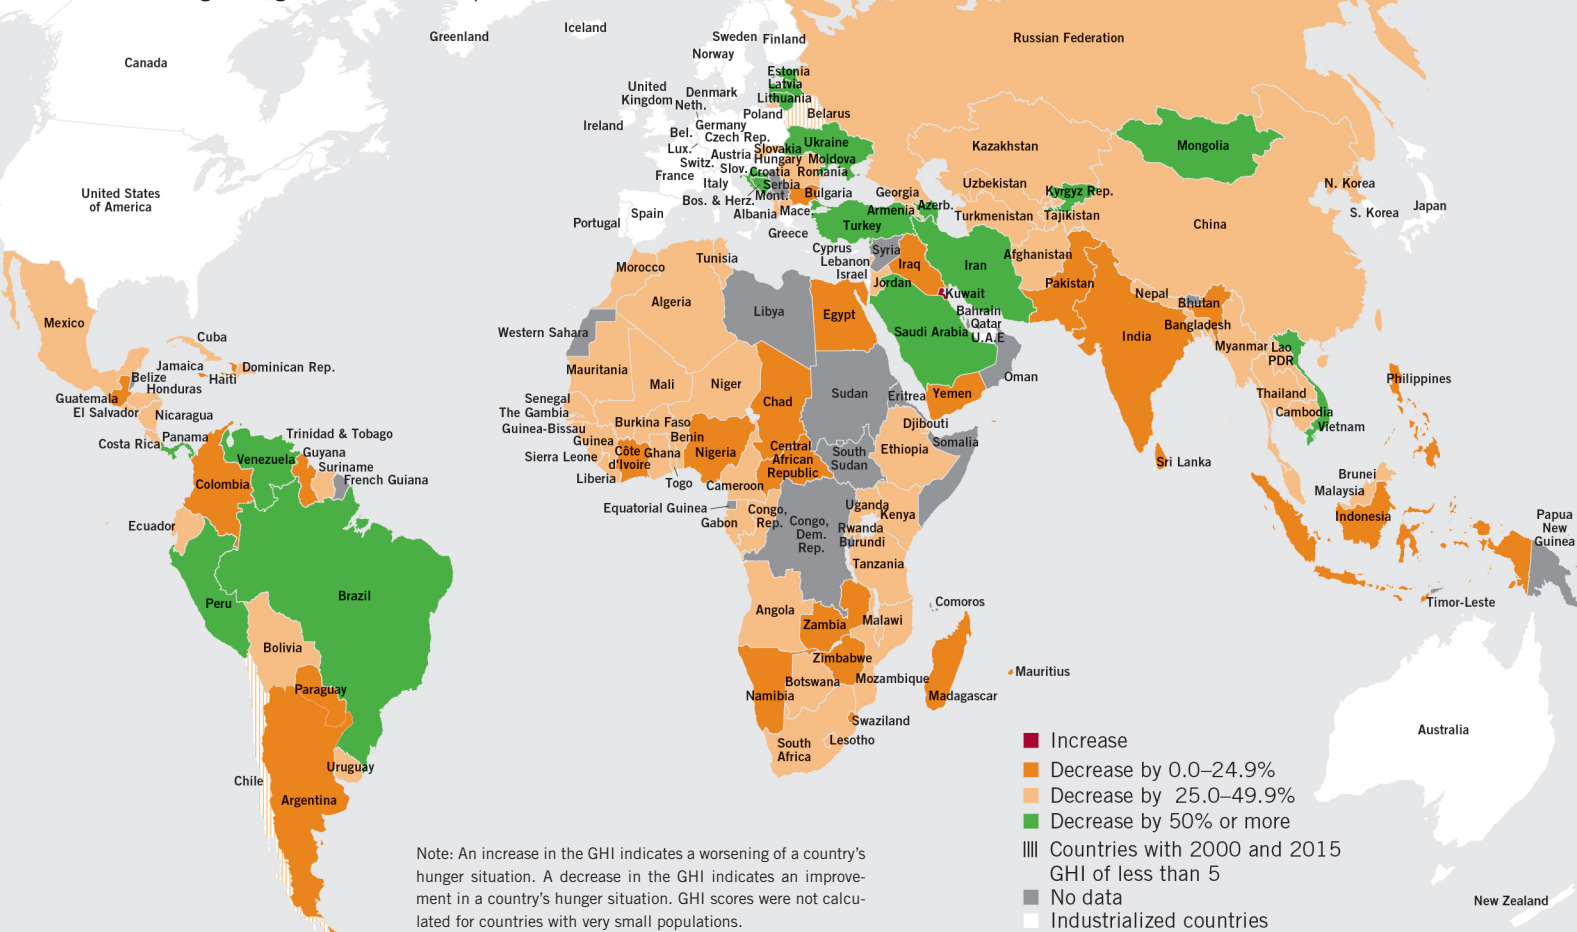 Greenland
Iceland
Sweden
Finland
Norway
Russian Federation
Canada
Estonia
Latvia
Lithuania
United
Kingdom
Denmark
Neth.
Poland
Belarus
Ireland
Germany
Bel.
Czech Rep.
Lux.
Slovakia
Ukraine
Austria
Switz.
Hungary
Moldova
Slov.
Croatia
Romania
France
Italy
Serbia
Mont.
Bulgaria
Bos. & Herz.
Albania
Mace.
Portugal
Spain
Greece
Georgia
Armenia
Azerb.
Turkey
Kazakhstan
Mongolia
Uzbekistan
Kyrgyz Rep.
Turkmenistan
Tajikistan
N. Korea
S. Korea
Japan
China
United States
of America
Cyprus
Lebanon
Israel
Syria
Iraq
Iran
Afghanistan
Jordan
Kuwait
Pakistan
Nepal
Bhutan
Bahrain
Qatar
U.A.E
Saudi Arabia
India
Bangladesh
Myanmar
Lao
PDR
Oman
Yemen
Thailand
Cambodia
Vietnam
Philippines
Sri Lanka
Brunei
Malaysia
Indonesia
Papua
New
Guinea
Timor-Leste
Mexico
Cuba
Jamaica
Haiti
Dominican Rep.
Belize
Honduras
Guatemala
El Salvador
Nicaragua
Costa Rica
Panama
Trinidad & Tobago
Guyana
Suriname
French Guiana
Venezuela
Colombia
Ecuador
Peru
Brazil
Bolivia
Paraguay
Uruguay
Chile
Argentina
Morocco
Tunisia
Algeria
Libya
Egypt
Western Sahara
Mauritania
Mali
Niger
Chad
Sudan
Eritrea
Djibouti
Somalia
Ethiopia
Senegal
The Gambia
Guinea-Bissau
Guinea
Sierra Leone
Liberia
Burkina Faso
Benin
Côte
d'Ivoire
Ghana
Togo
Nigeria
Cameroon
Central
African
Republic
South
Sudan
Equatorial Guinea
Gabon
Congo,
Rep.
Congo,
Dem.
Rep.
Uganda
Kenya
Rwanda
Burundi
Tanzania
Angola
Zambia
Malawi
Comoros
Zimbabwe
Mozambique
Botswana
Namibia
Madagascar
Mauritius
Swaziland
Lesotho
South
Africa
Australia
New Zealand
Increase
Decrease by 0.0–24.9%
Decrease by 25.0–49.9%
Decrease by 50% or more
Countries with 2000 and 2015
GHI of less than 5
No data
Industrialized countries
Note: An increase in the GHI indicates a worsening of a country’s
hunger situation. A decrease in the GHI indicates an improve-
ment in a country’s hunger situation. GHI scores were not calcu-
lated for countries with very small populations.